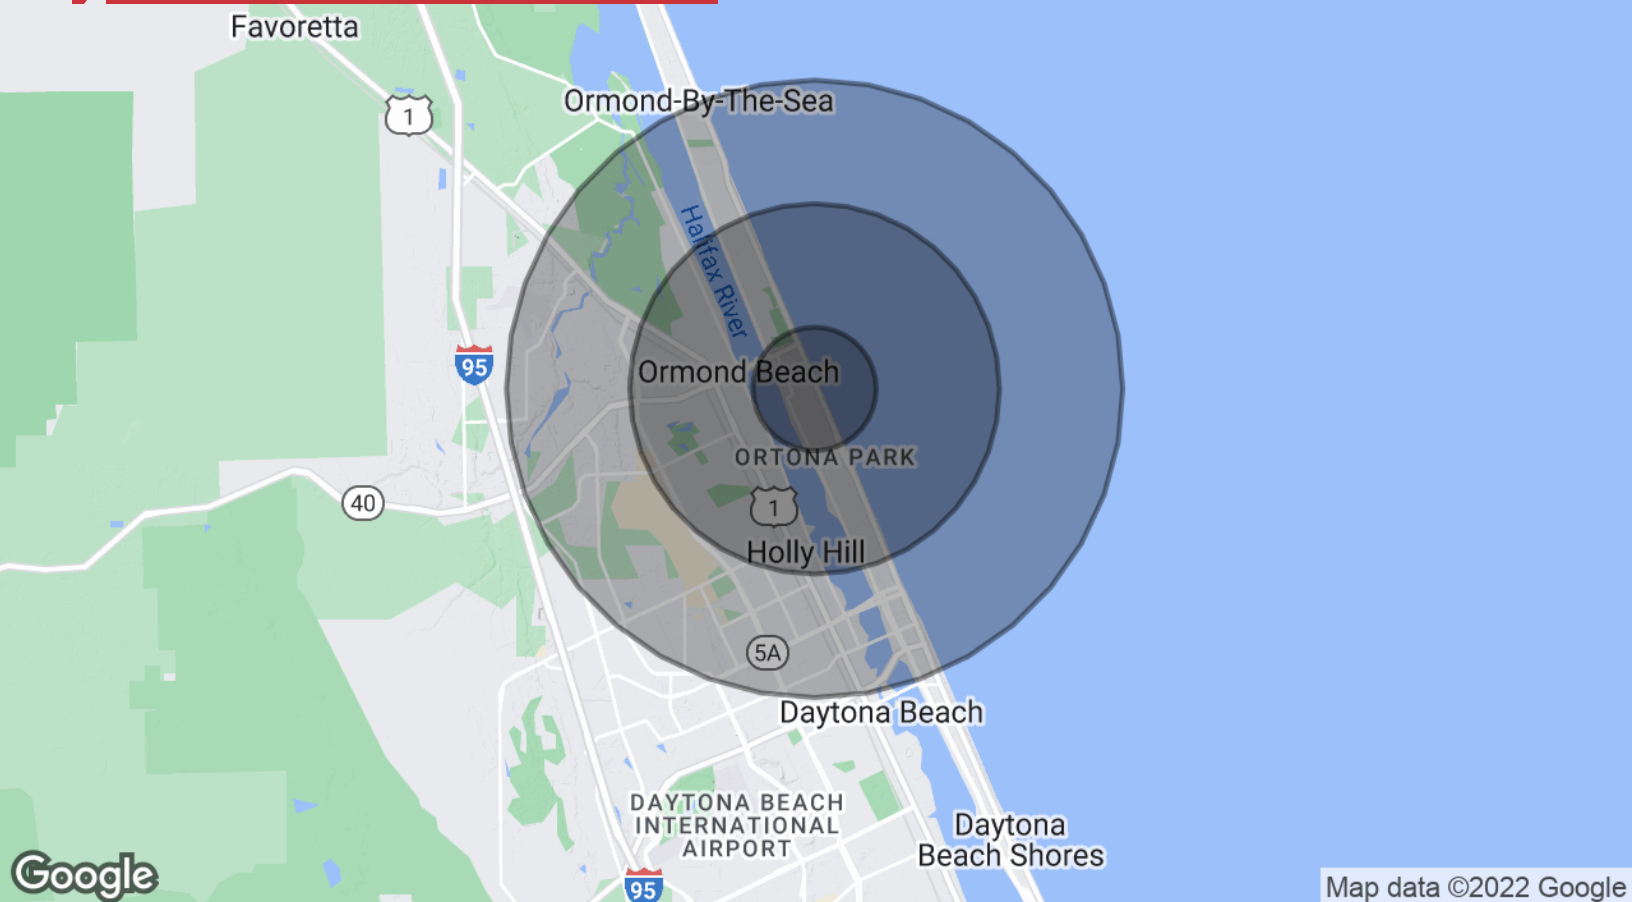 Favoretta
1
Ormond-By-The-Sea
Halifax River
95
Ormond Beach
ORTONA PARK
40
1
Holly Hill
5A
Daytona Beach
DAYTONA BEACH
INTERNATIONAL
AIRPORT
Daytona
Beach Shores
95
Google
Map data ©2022 Google